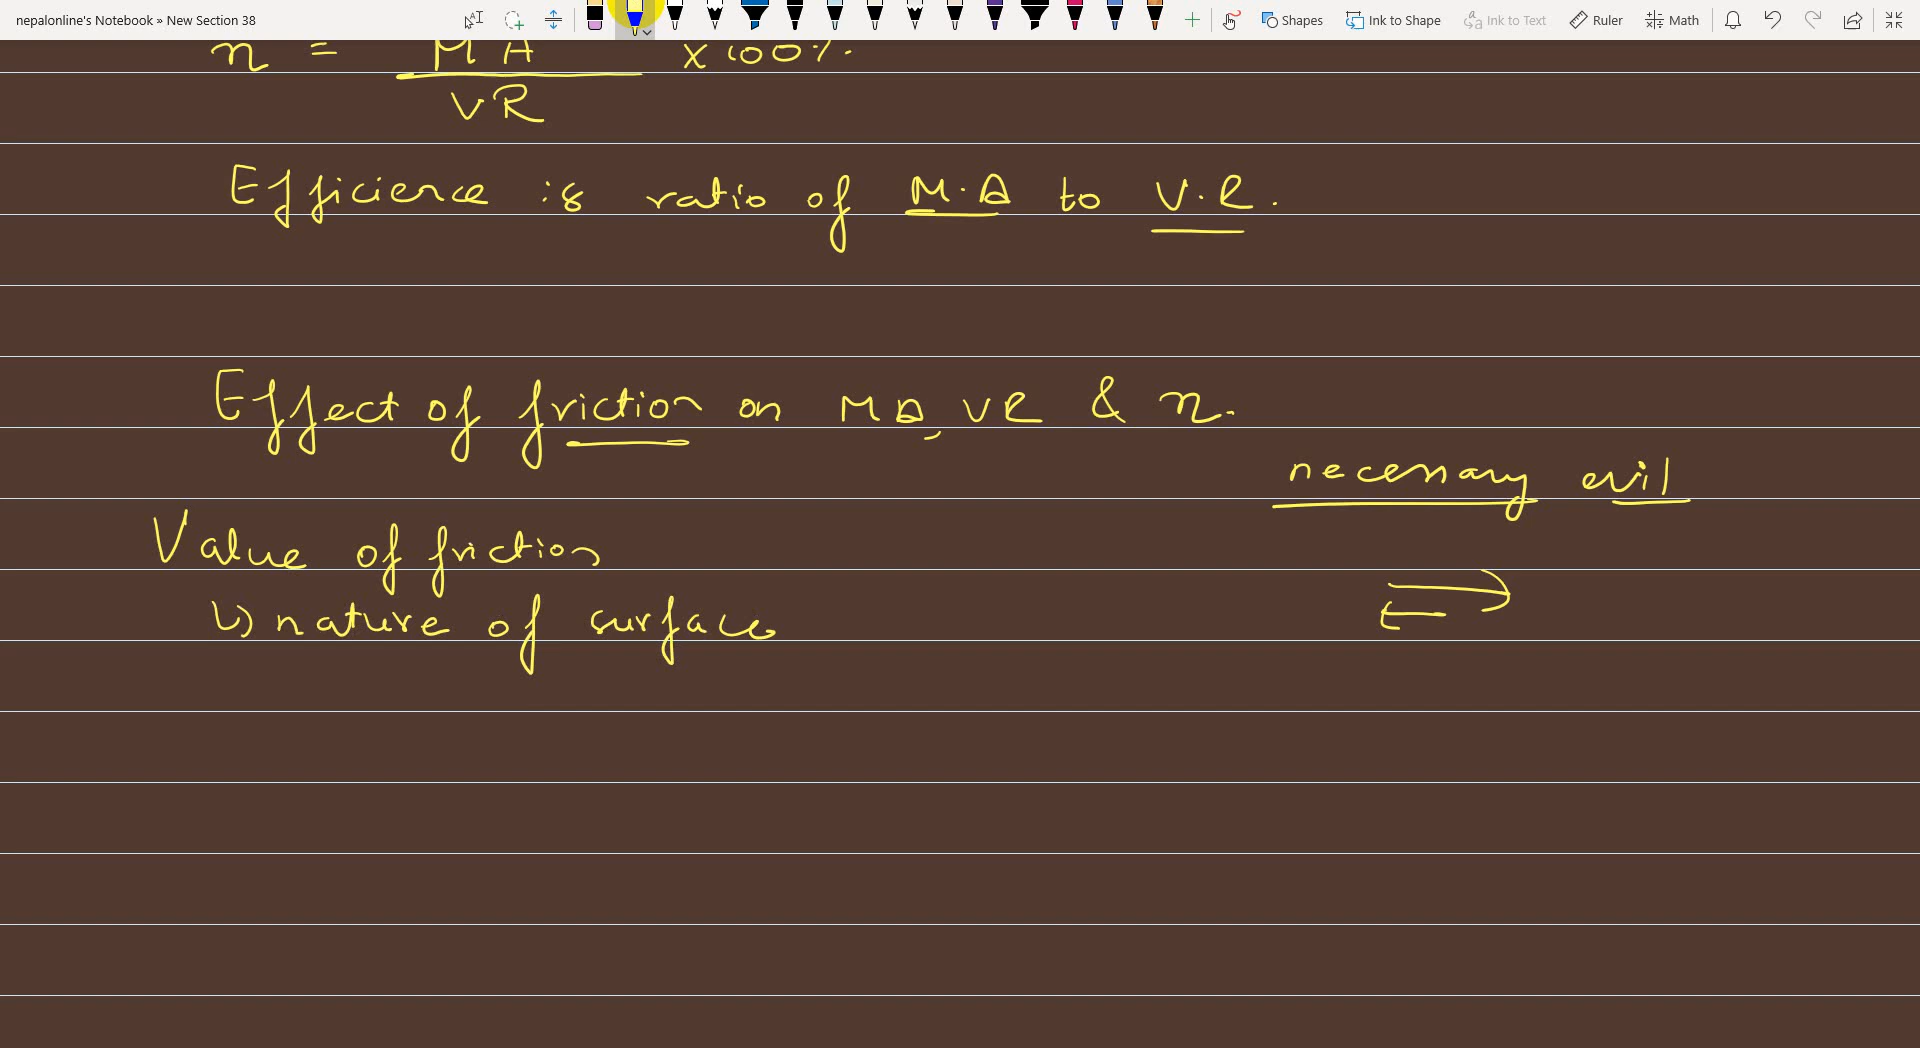 nepalonline's Notebook » New Section 38
Shapes
Ink to Shape
Ink to Text
Ruler
Math
η = MA × 100%.
VR
Efficience is ratio of M.A to V.R.
Effect of friction on MA, VR & η.
necessary evil
Value of friction
i) nature of surface